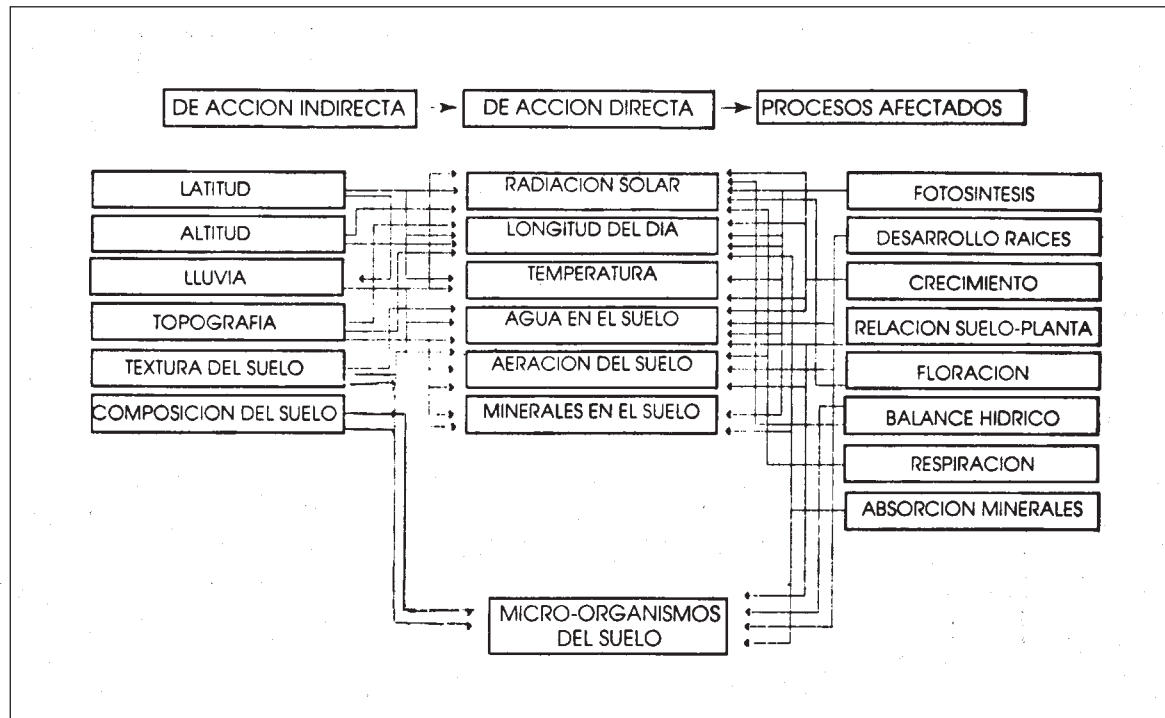 DE ACCION INDIRECTA
DE ACCION DIRECTA
PROCESOS AFECTADOS
LATITUD
ALTITUD
LLUVIA
TOPOGRAFIA
TEXTURA DEL SUELO
COMPOSICION DEL SUELO
RADIACION SOLAR
LONGITUD DEL DIA
TEMPERATURA
AGUA EN EL SUELO
AERACION DEL SUELO
MINERALES EN EL SUELO
MICRO-ORGANISMOS
DEL SUELO
FOTOSINTESIS
DESARROLLO RAICES
CRECIMIENTO
RELACION SUELO-PLANTA
FLORACION
BALANCE HIDRICO
RESPIRACION
ABSORCION MINERALES